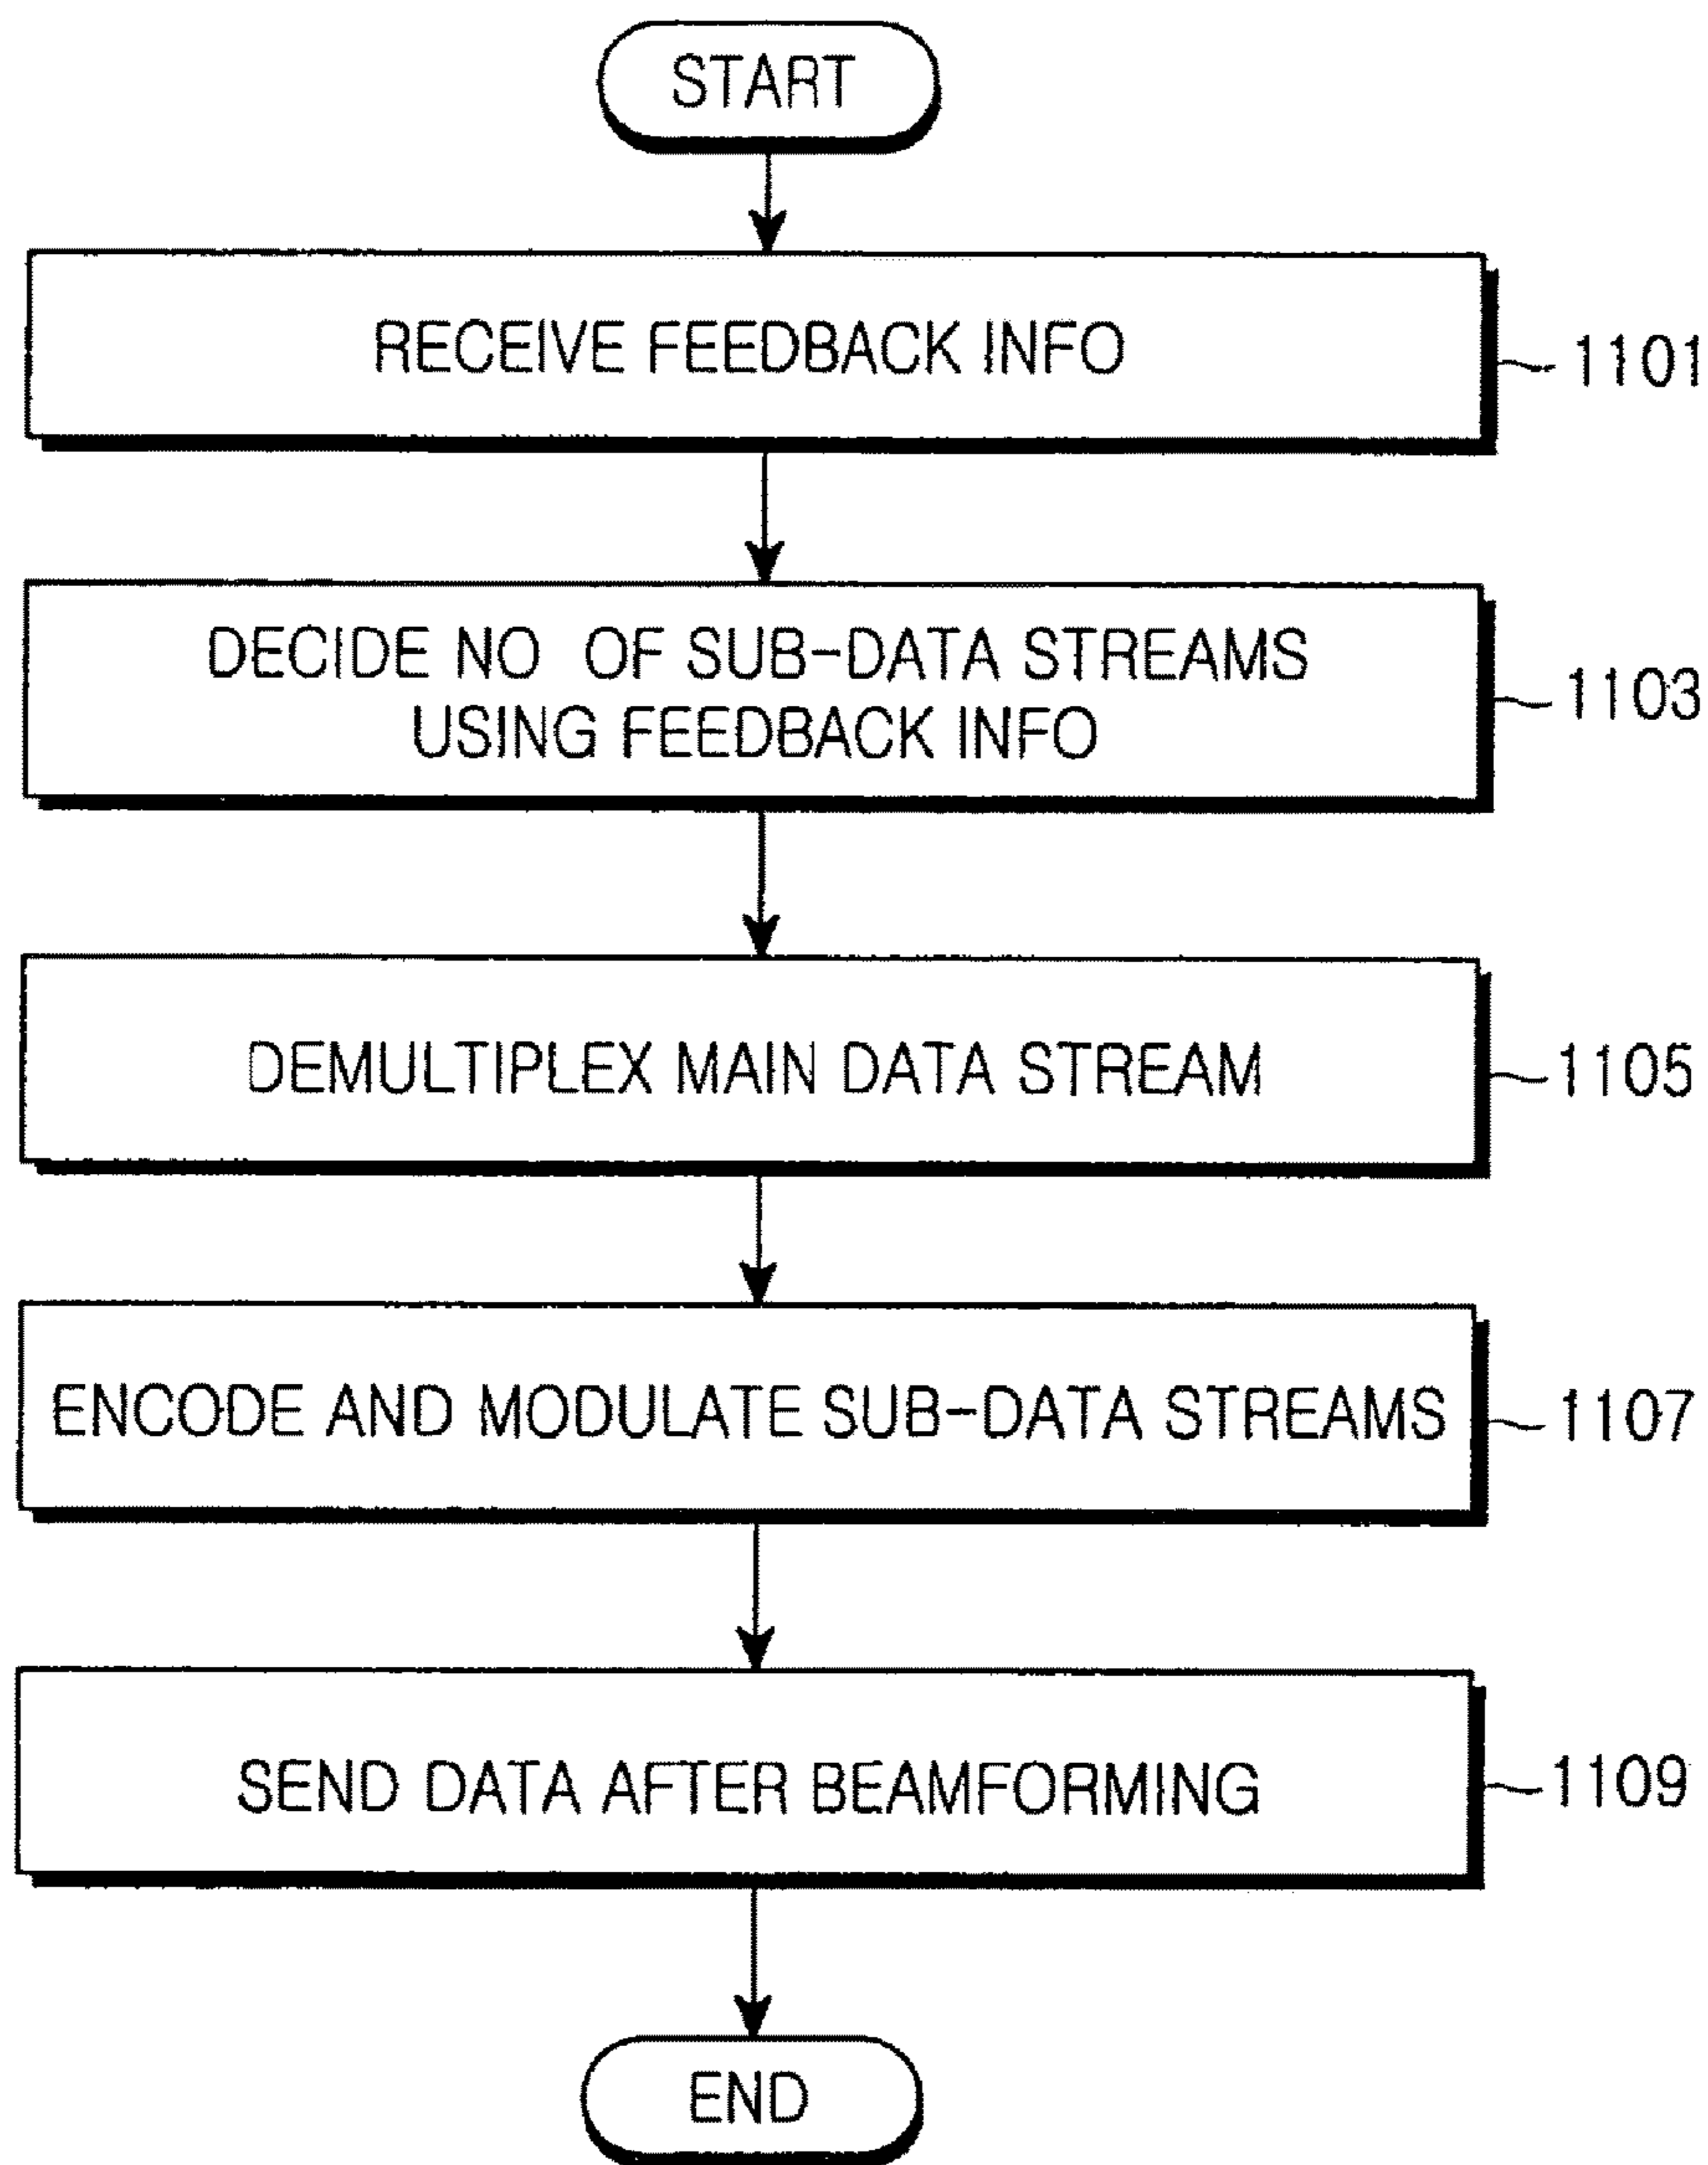 START
RECEIVE FEEDBACK INFO
1101
DECIDE NO OF SUB-DATA STREAMS
USING FEEDBACK INFO
1103
DEMULTIPLEX MAIN DATA STREAM
1105
ENCODE AND MODULATE SUB-DATA STREAMS
1107
SEND DATA AFTER BEAMFORMING
1109
END